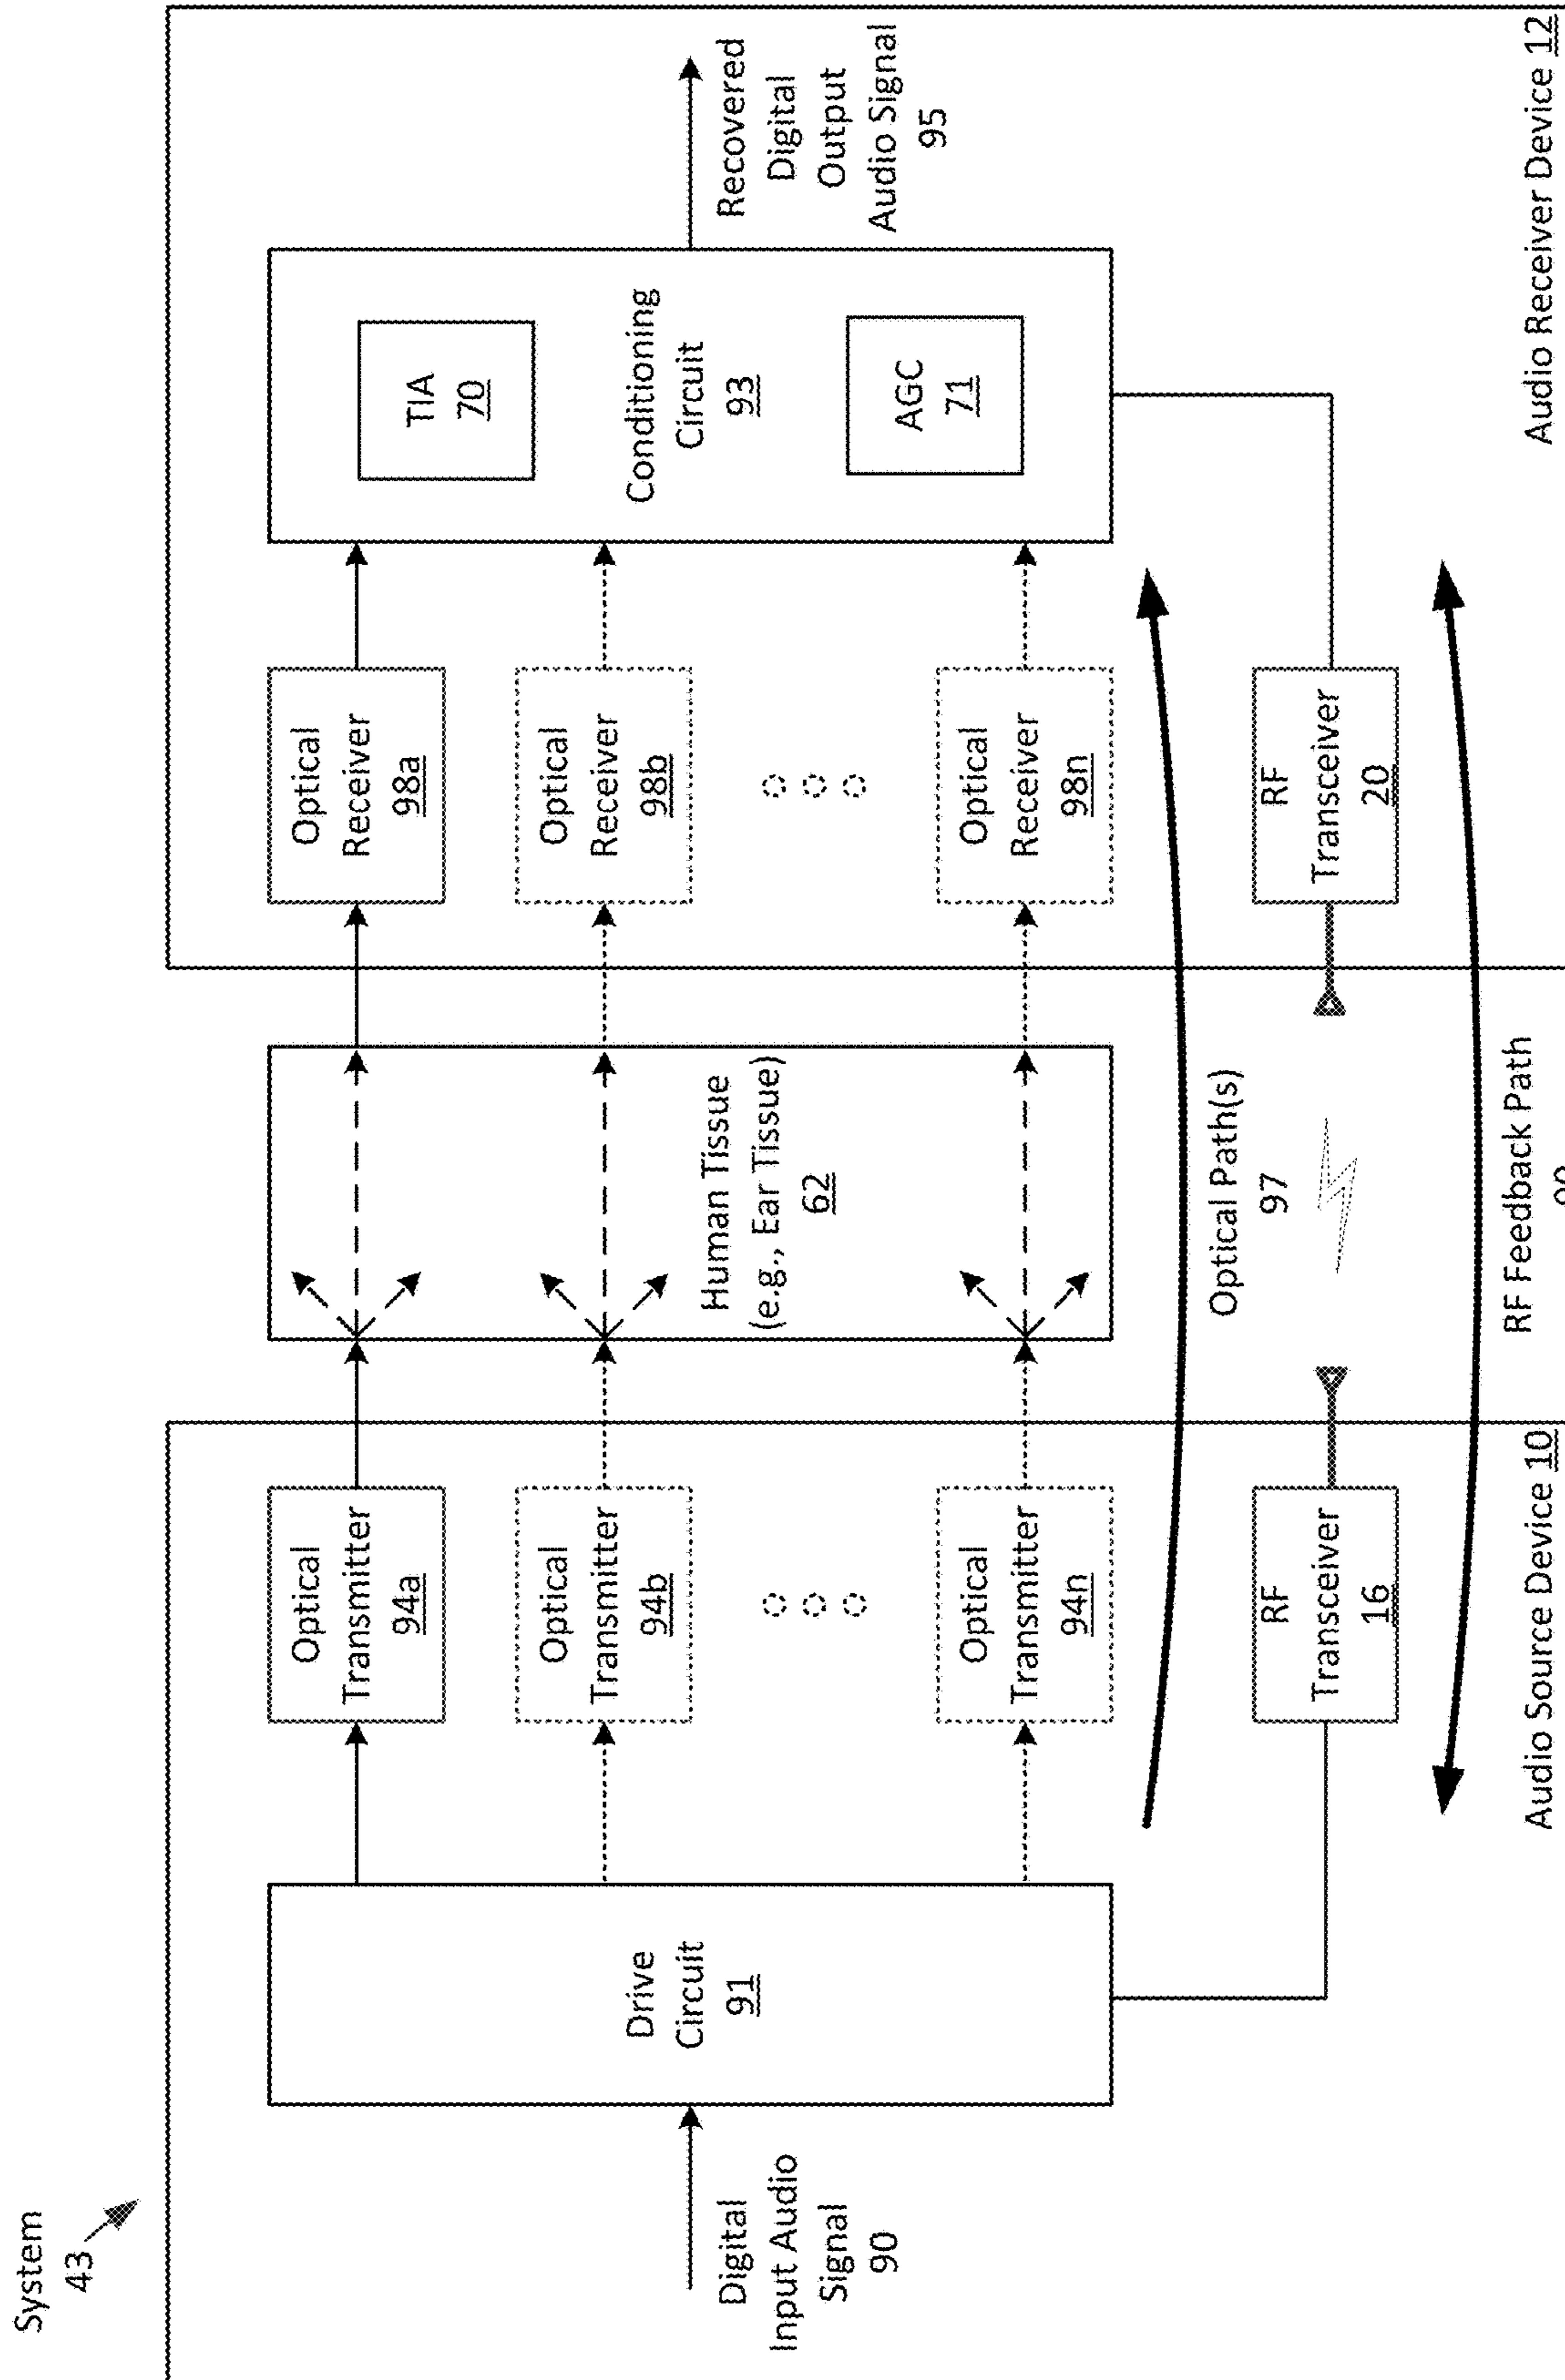 System
43
Digital
Input Audio
Signal
90
Drive
Circuit
91
Optical
Transmitter
94a
Optical
Transmitter
94b
Optical
Transmitter
94n
RF
Transceiver
16
Audio Source Device 10
Human Tissue
(e.g., Ear Tissue)
62
Optical Path(s)
97
RF Feedback Path
Optical
Receiver
98a
Optical
Receiver
98b
Optical
Receiver
98n
RF
Transceiver
20
TIA
70
Conditioning
Circuit
93
AGC
71
Recovered
Digital
Output
Audio Signal
95
Audio Receiver Device 12